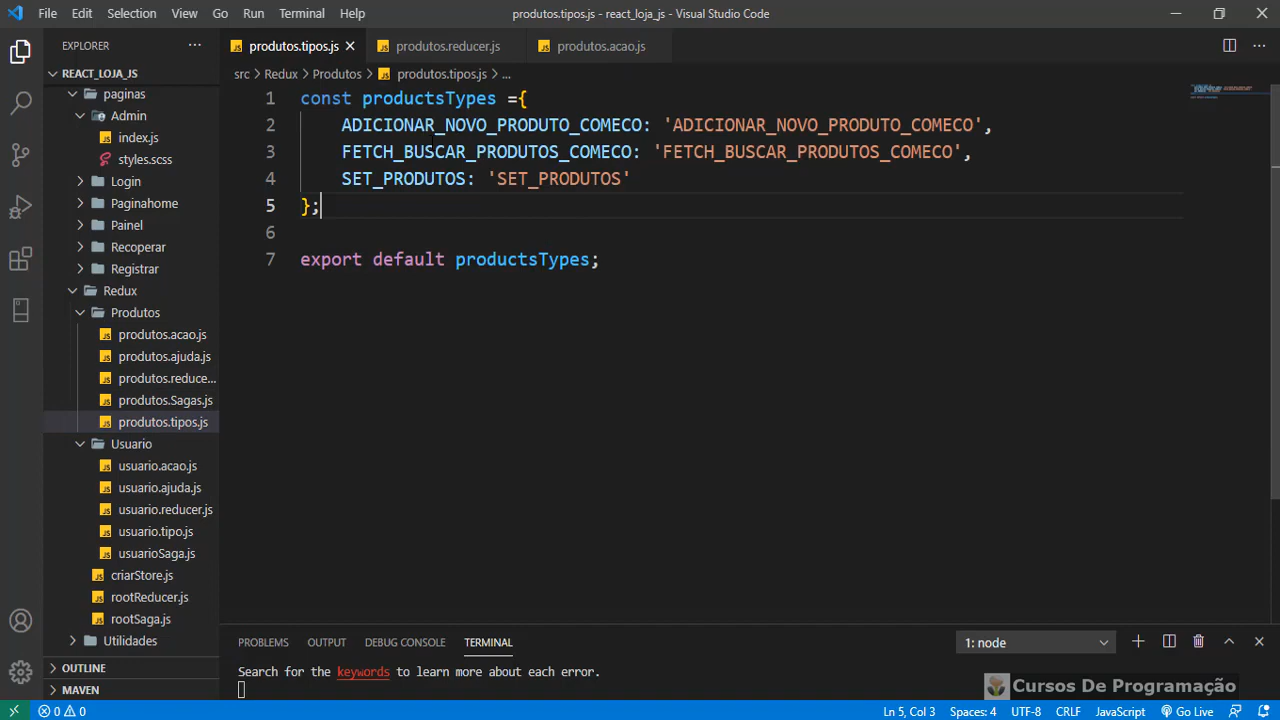 File Edit Selection View Go Run Terminal Help produtos.tipos.js - react_loja_js - Visual Studio Code
EXPLORER
REACT_LOJA_JS
paginas
Admin
index.js
styles.scss
Login
Paginahome
Painel
Recoperar
Registrar
Redux
Produtos
produtos.acao.js
produtos.ajuda.js
produtos.reduce...
produtos.Sagas.js
produtos.tipos.js
Usuario
usuario.acao.js
usuario.ajuda.js
usuario.reducer.js
usuario.tipo.js
usuarioSaga.js
criarStore.js
rootReducer.js
rootSaga.js
Utilidades
OUTLINE
MAVEN
produtos.tipos.js produtos.reducer.js produtos.acao.js
src > Redux > Produtos > produtos.tipos.js > ...
1 const productsTypes ={
2 ADICIONAR_NOVO_PRODUTO_COMECO: 'ADICIONAR_NOVO_PRODUTO_COMECO',
3 FETCH_BUSCAR_PRODUTOS_COMECO: 'FETCH_BUSCAR_PRODUTOS_COMECO',
4 SET_PRODUTOS: 'SET_PRODUTOS'
5 };
6
7 export default productsTypes;
PROBLEMS OUTPUT DEBUG CONSOLE TERMINAL 1: node
Search for the keywords to learn more about each error.
Cursos De Programação
0 0 Ln 5, Col 3 Spaces: 4 UTF-8 CRLF JavaScript Go Live